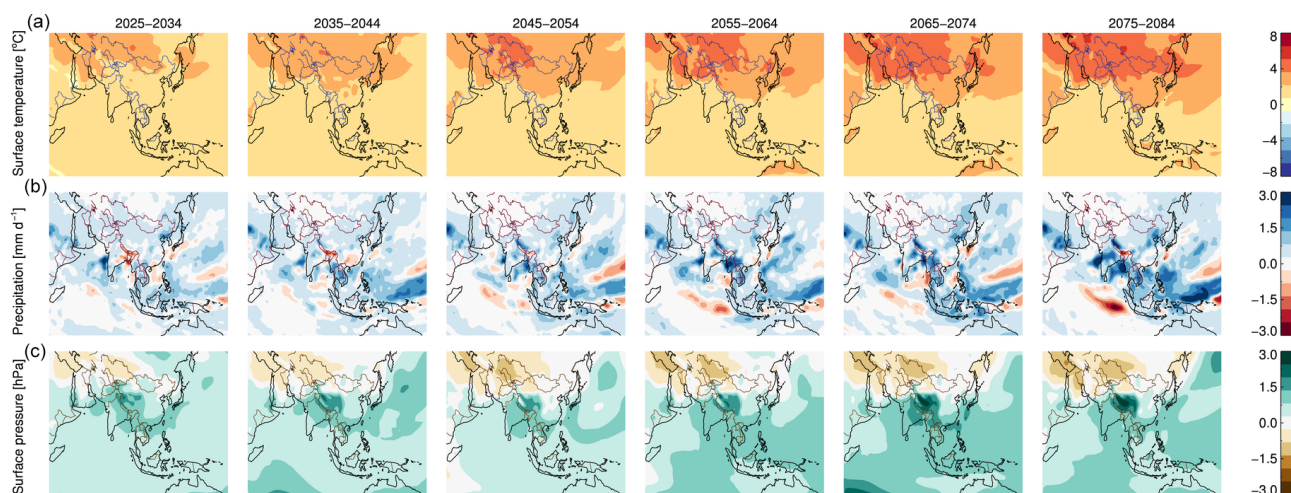 (a)
2025−2034 2035−2044 2045−2054 2055−2064 2065−2074 2075−2084
Surface temperature [°C]
8
4
0
−4
−8
(b)
Precipitation [mm d⁻¹]
3.0
1.5
0.0
−1.5
−3.0
(c)
Surface pressure [hPa]
3.0
1.5
0.0
−1.5
−3.0